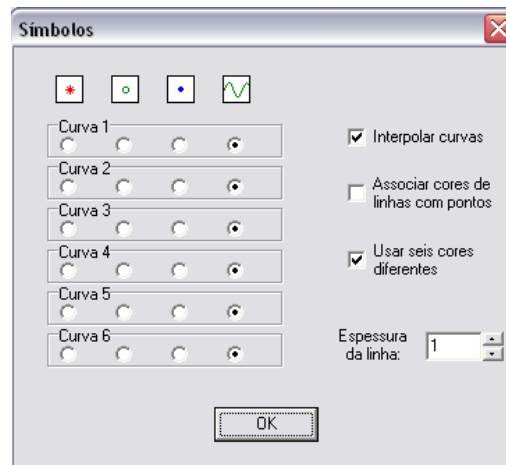 Símbolos
Curva 1
Curva 2
Curva 3
Curva 4
Curva 5
Curva 6
Interpolar curvas
Associar cores de
linhas com pontos
Usar seis cores
diferentes
Espessura
da linha:
1
OK